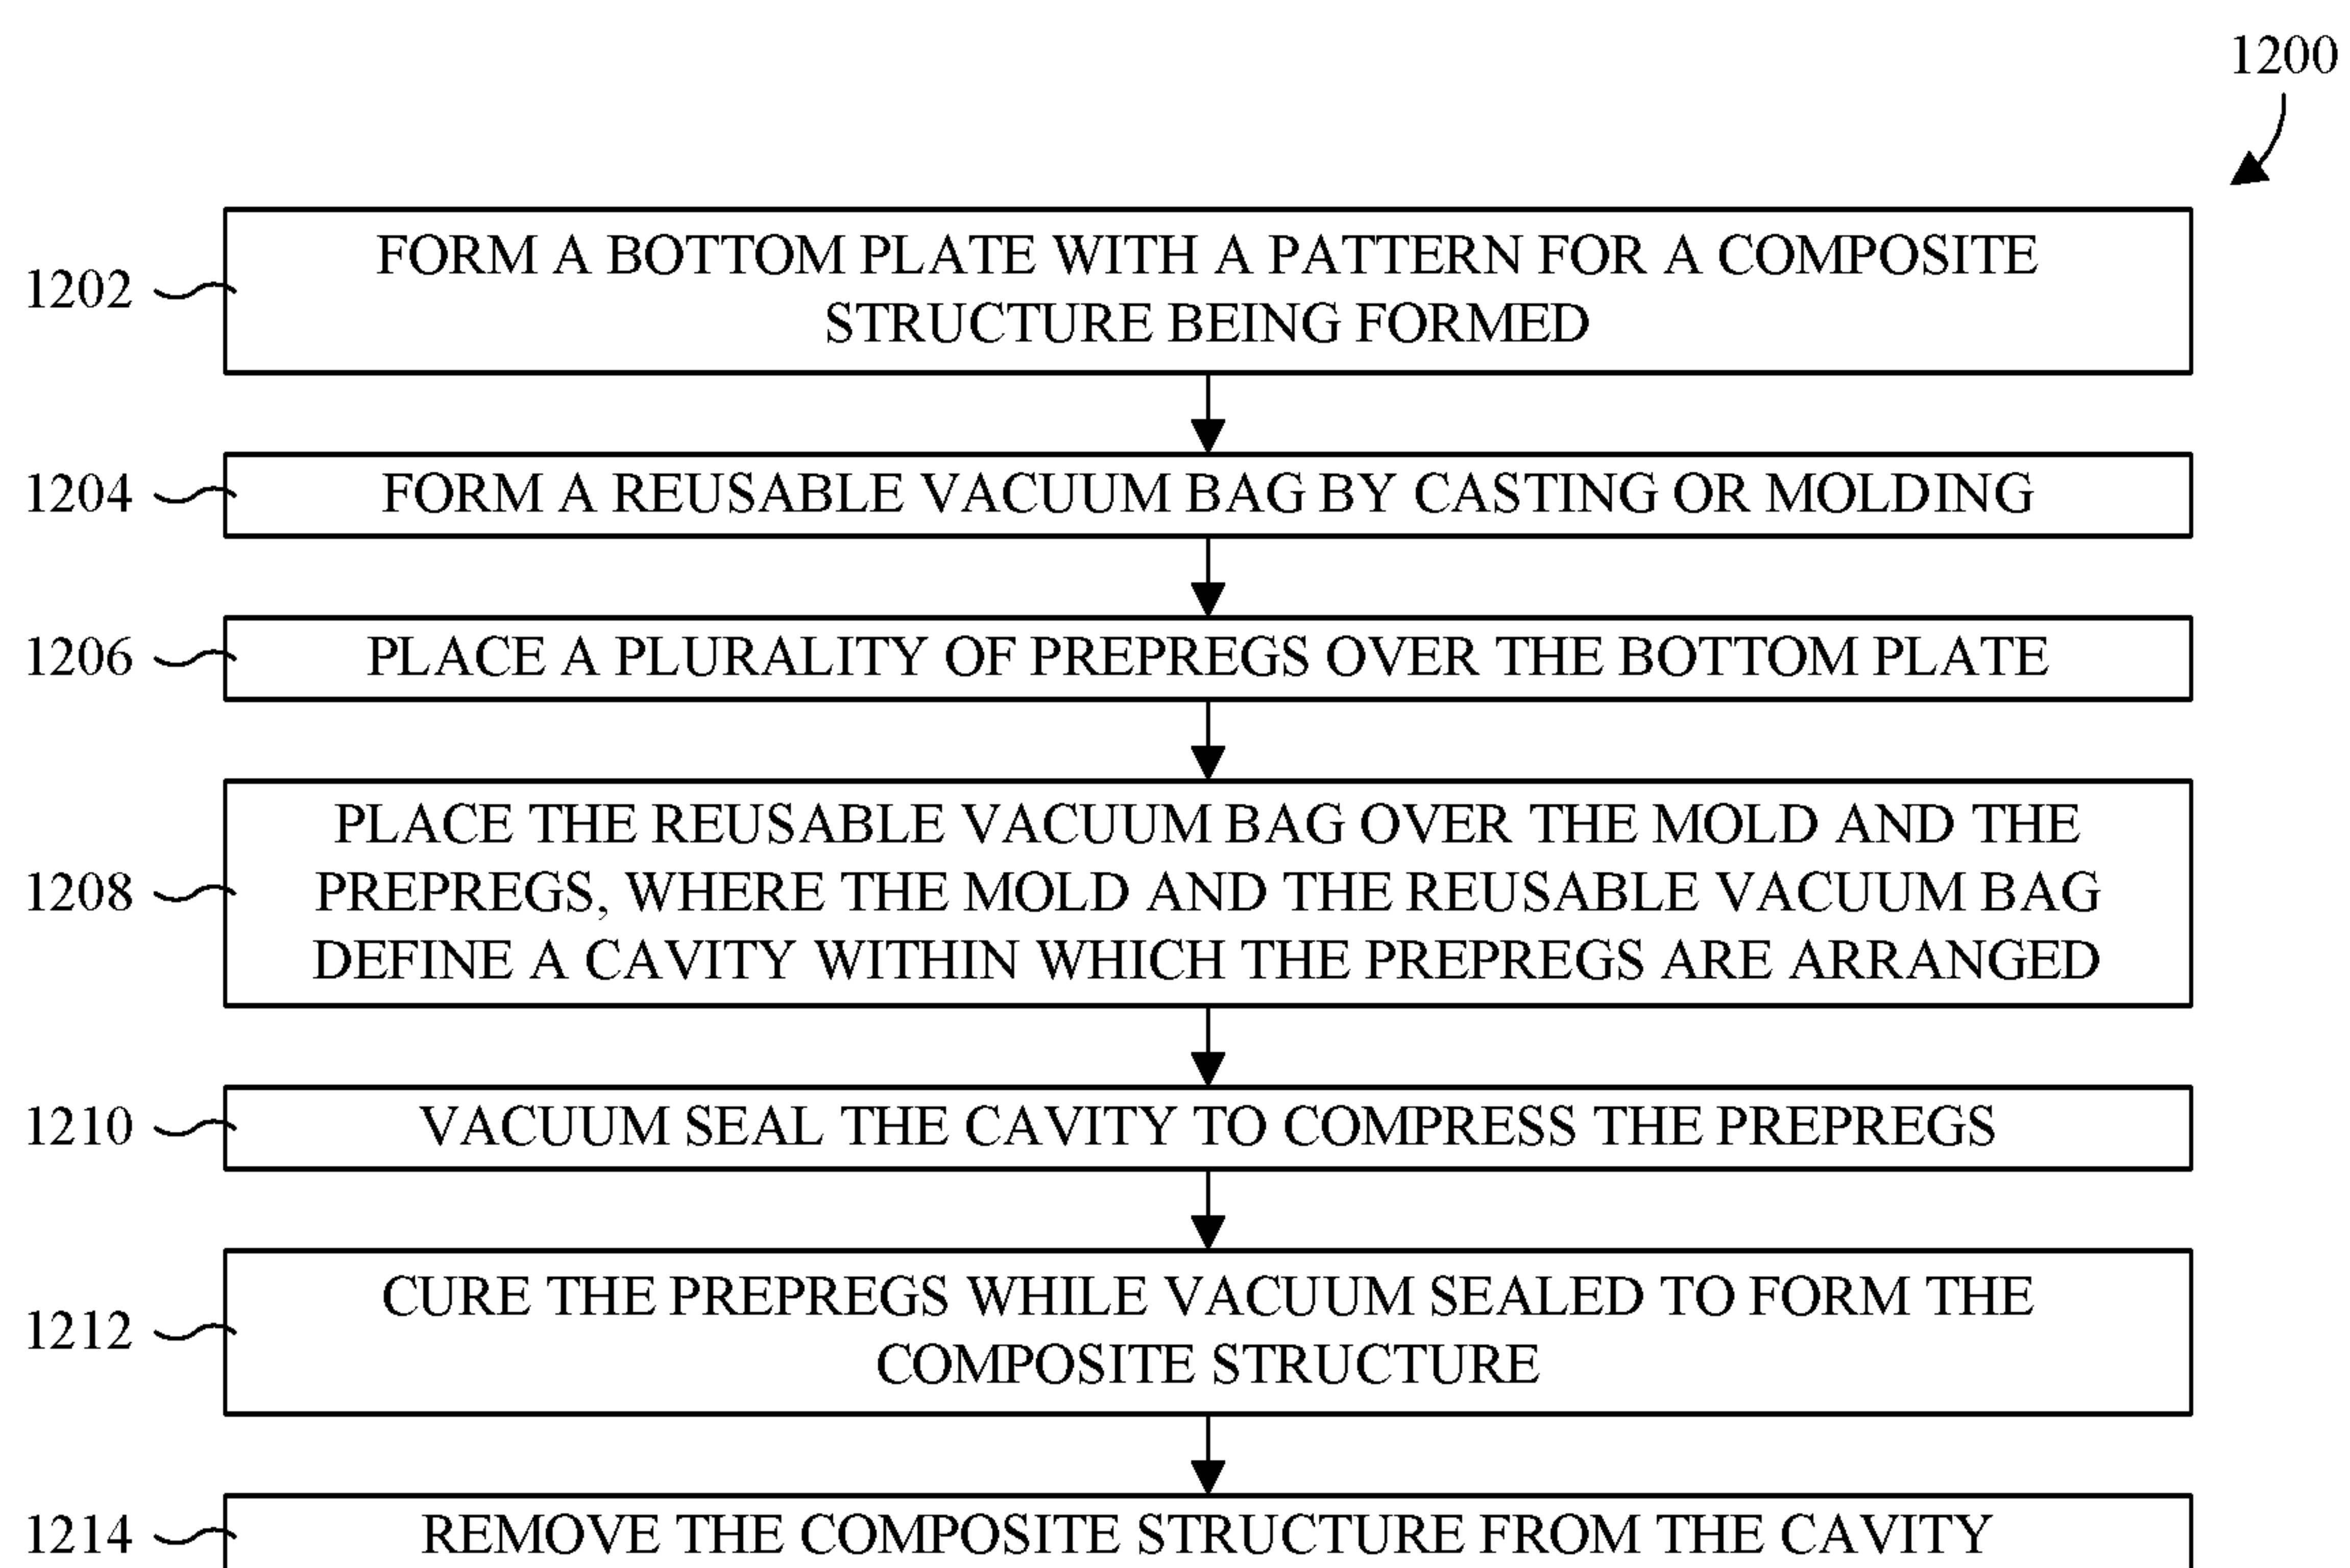 1200
1202
FORM A BOTTOM PLATE WITH A PATTERN FOR A COMPOSITE
STRUCTURE BEING FORMED
1204
FORM A REUSABLE VACUUM BAG BY CASTING OR MOLDING
1206
PLACE A PLURALITY OF PREPREGS OVER THE BOTTOM PLATE
1208
PLACE THE REUSABLE VACUUM BAG OVER THE MOLD AND THE
PREPREGS, WHERE THE MOLD AND THE REUSABLE VACUUM BAG
DEFINE A CAVITY WITHIN WHICH THE PREPREGS ARE ARRANGED
1210
VACUUM SEAL THE CAVITY TO COMPRESS THE PREPREGS
1212
CURE THE PREPREGS WHILE VACUUM SEALED TO FORM THE
COMPOSITE STRUCTURE
1214
REMOVE THE COMPOSITE STRUCTURE FROM THE CAVITY